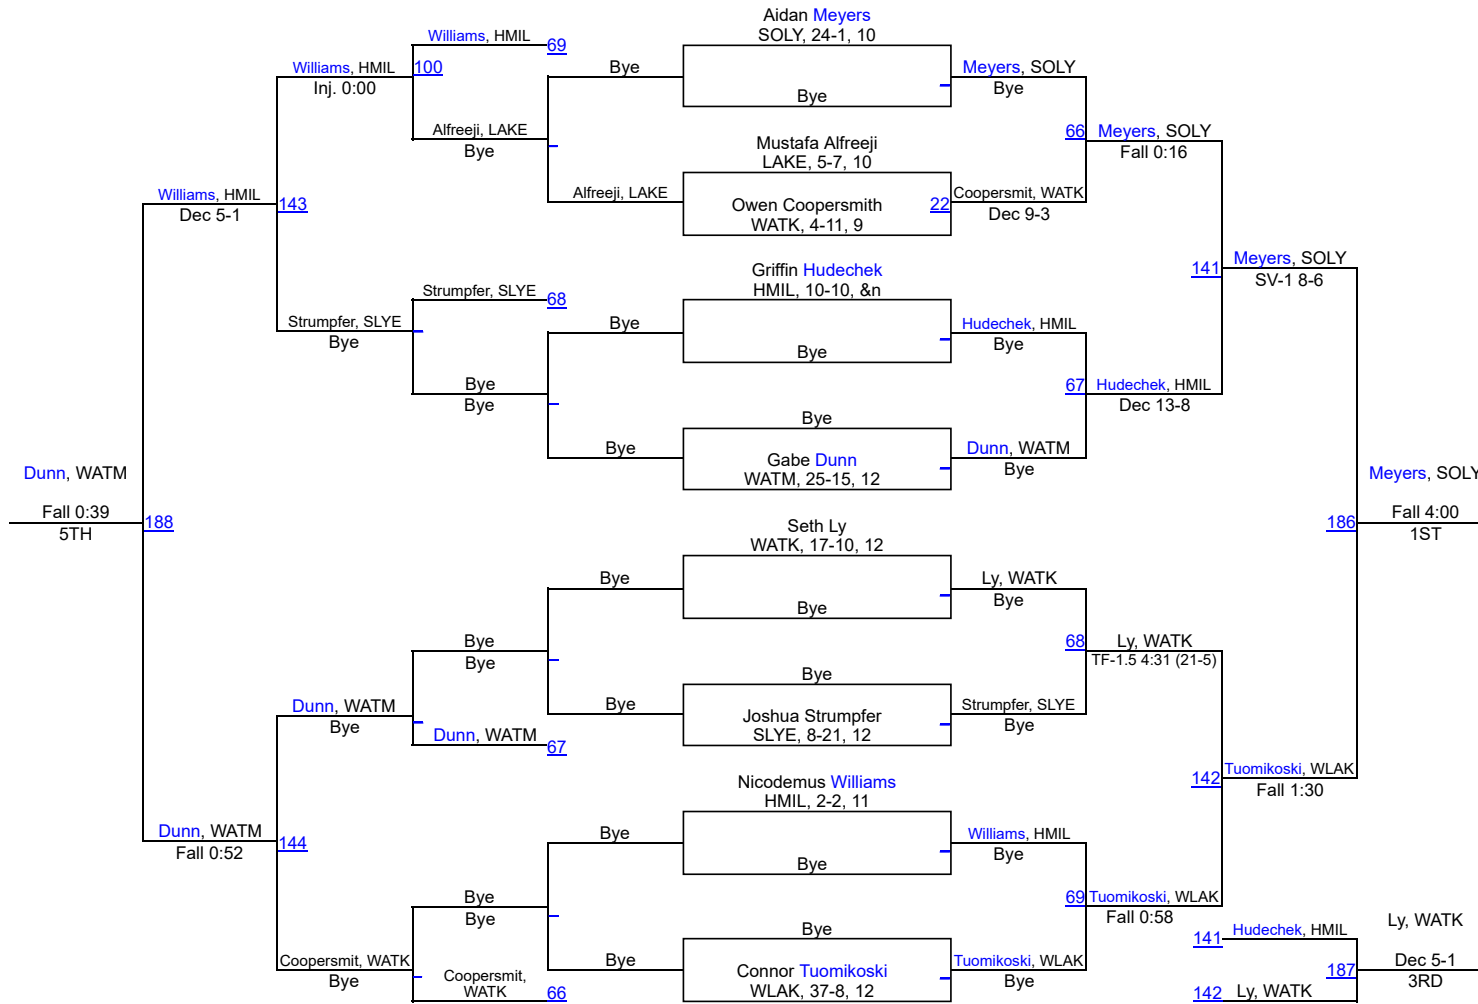 Aidan Meyers
SOLY, 24-1, 10
Williams, HMIL
69
Williams, HMIL
100
Inj. 0:00
Bye
Bye
Meyers, SOLY
Bye
Alfreeji, LAKE
Bye
66
Meyers, SOLY
Fall 0:16
Mustafa Alfreeji
LAKE, 5-7, 10
Williams, HMIL
143
Dec 5-1
Alfreeji, LAKE
Owen Coopersmith
WATK, 4-11, 9
22
Coopersmit, WATK
Dec 9-3
Griffin Hudechek
HMIL, 10-10, &n
141
Meyers, SOLY
SV-1 8-6
Strumpfer, SLYE
68
Strumpfer, SLYE
Bye
Bye
Bye
Hudechek, HMIL
Bye
Bye
Bye
67
Hudechek, HMIL
Dec 13-8
Bye
Bye
Gabe Dunn
WATM, 25-15, 12
Dunn, WATM
Bye
Dunn, WATM
Fall 0:39
5TH
188
Meyers, SOLY
186
Fall 4:00
1ST
Seth Ly
WATK, 17-10, 12
Bye
Bye
Ly, WATK
Bye
Bye
Bye
68
Ly, WATK
TF-1.5 4:31 (21-5)
Bye
Bye
Joshua Strumpfer
SLYE, 8-21, 12
Strumpfer, SLYE
Bye
Dunn, WATM
Bye
Dunn, WATM
67
142
Tuomikoski, WLAK
Fall 1:30
Nicodemus Williams
HMIL, 2-2, 11
Dunn, WATM
144
Fall 0:52
Bye
Bye
Williams, HMIL
Bye
Bye
Bye
69
Tuomikoski, WLAK
Fall 0:58
Bye
Bye
Connor Tuomikoski
WLAK, 37-8, 12
Tuomikoski, WLAK
Bye
Coopersmit, WATK
Bye
Coopersmit,
WATK
66
141
Hudechek, HMIL
Ly, WATK
187
Dec 5-1
3RD
142
Ly, WATK